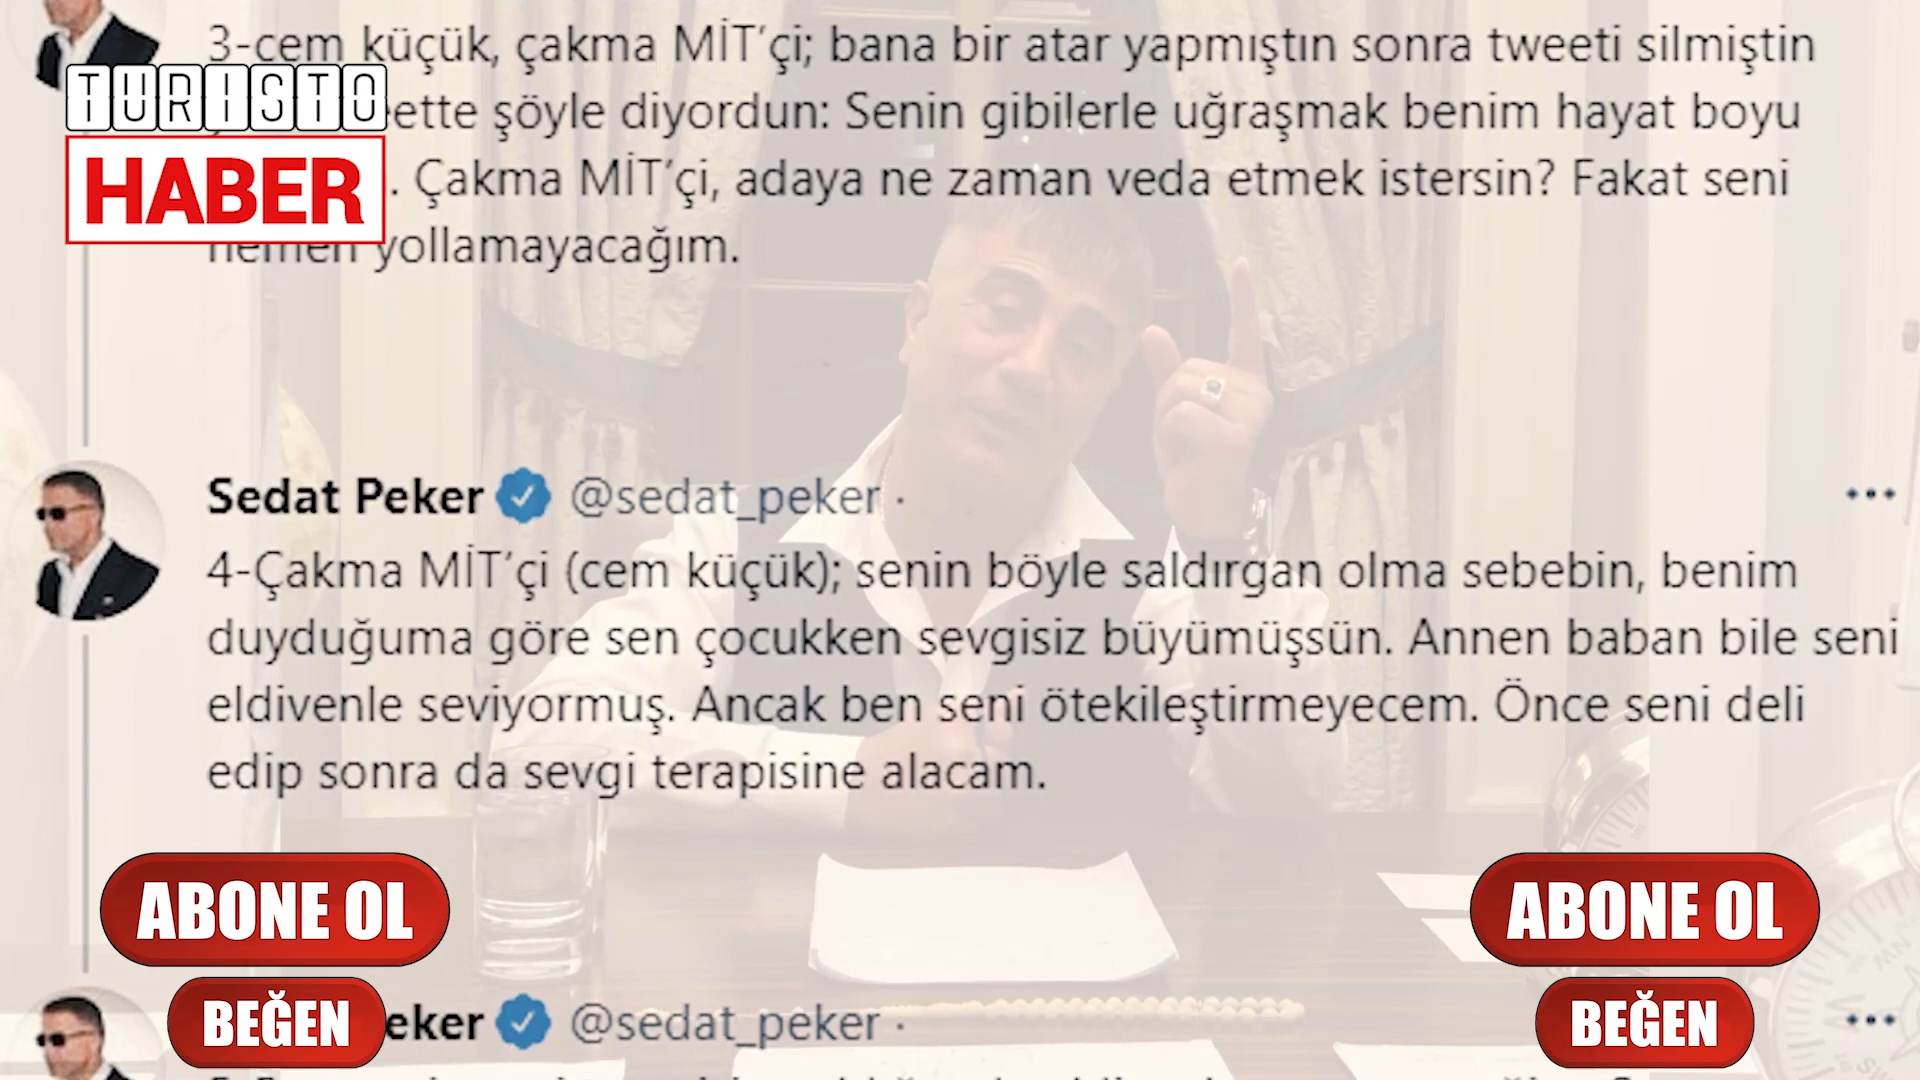 3-cem küçük, çakma MİT'çi; bana bir atar yapmıştın sonra tweeti silmiştin
TURISTO
ette şöyle diyordun: Senin gibilerle uğraşmak benim hayat boyu
HABER
. Çakma MİT'çi, adaya ne zaman veda etmek istersin? Fakat seni
hemen yollamayacağım.
Sedat Peker @sedat_peker ·
4-Çakma MİT'çi (cem küçük); senin böyle saldırgan olma sebebin, benim
duyduğuma göre sen çocukken sevgisiz büyümüşsün. Annen baban bile seni
eldivenle seviyormuş. Ancak ben seni ötekileştirmeyecem. Önce seni deli
edip sonra da sevgi terapisine alacam.
ABONE OL
ABONE OL
BEĞEN
eker @sedat_peker ·
BEĞEN